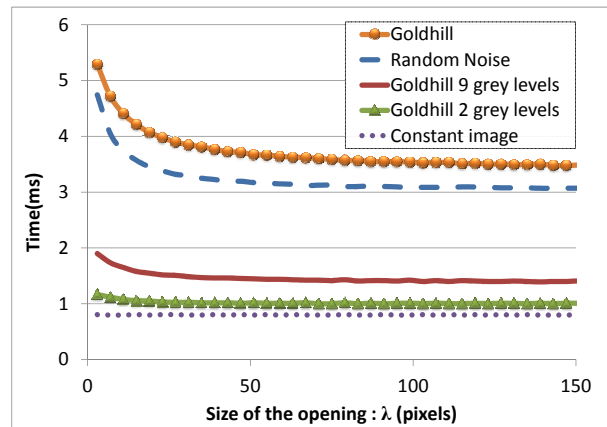 6
5
4
3
2
1
0
Time(ms)
Goldhill
Random Noise
Goldhill 9 grey levels
Goldhill 2 grey levels
Constant image
0 50 100 150
Size of the opening : λ (pixels)